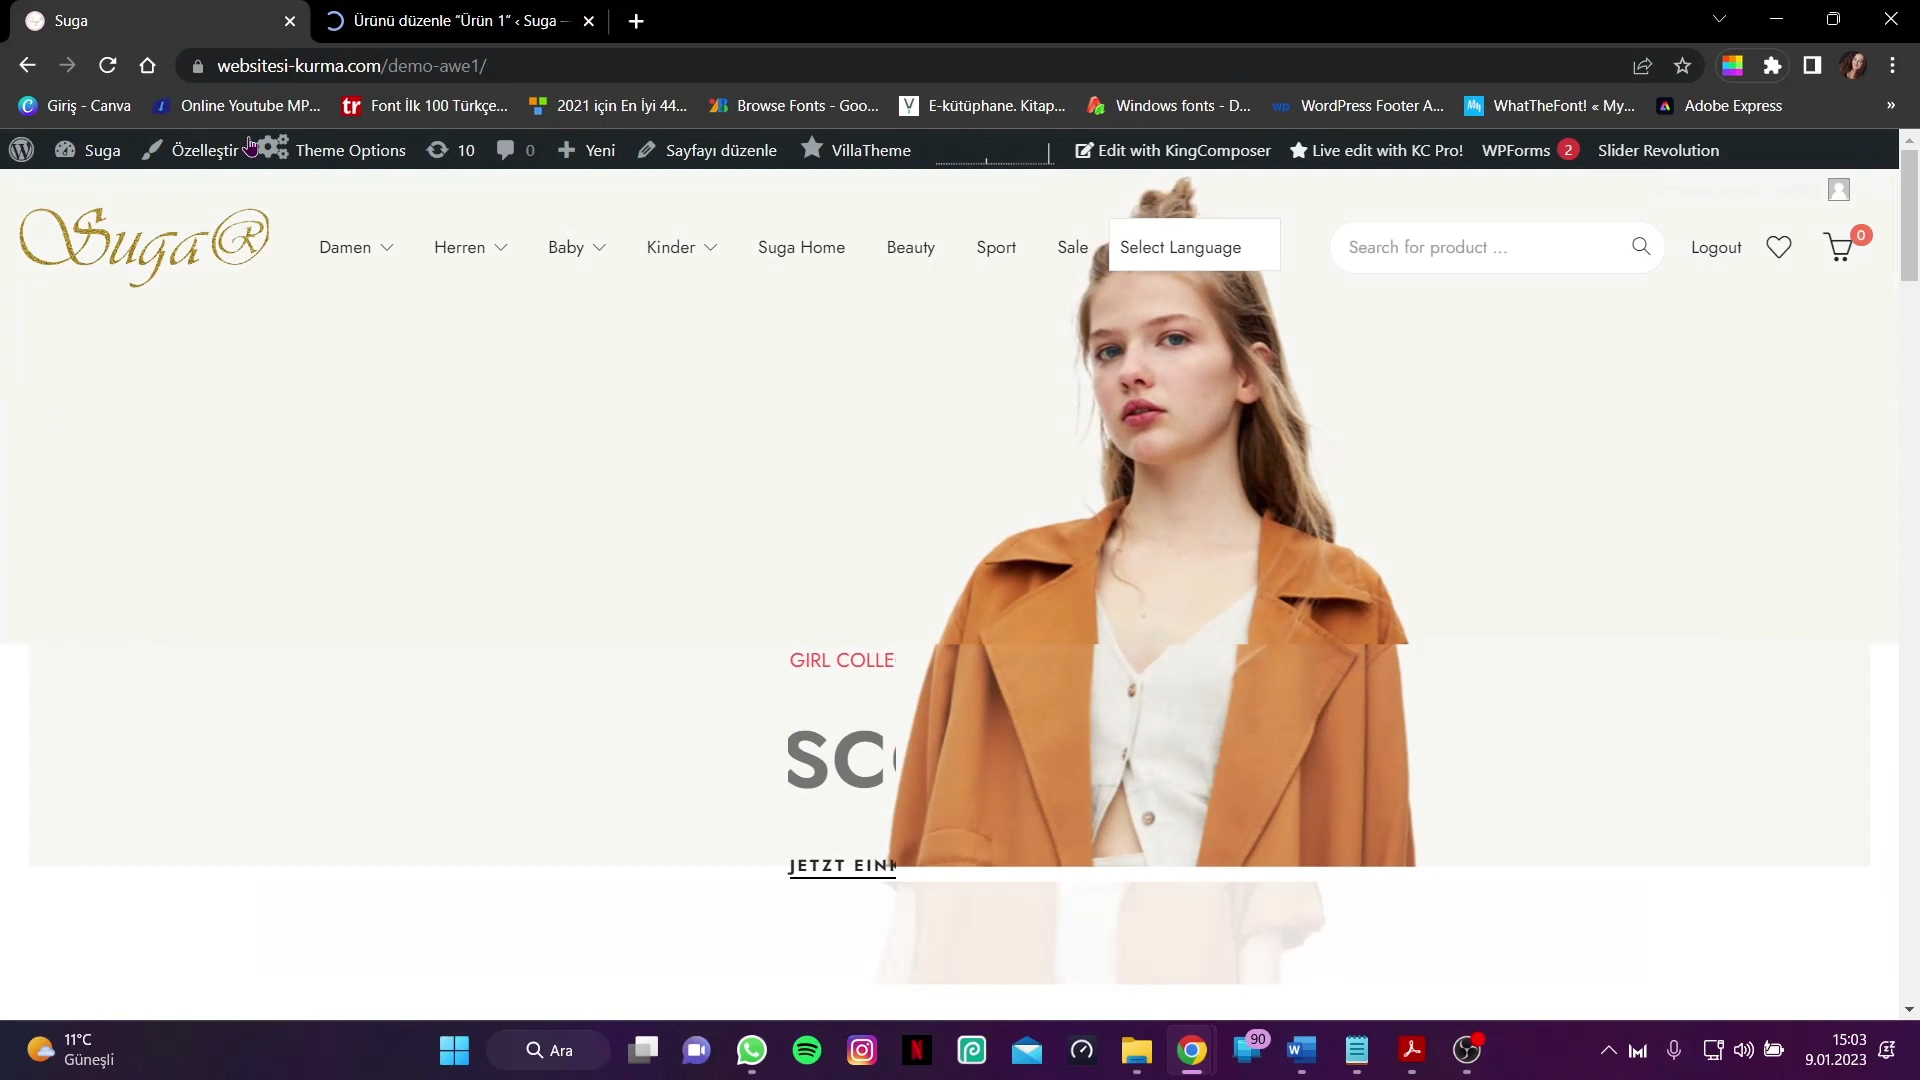 Suga
Ürünü düzenle "Ürün 1" ‹ Suga —
websitesi-kurma.com/demo-awe1/
Giriş - Canva
Online Youtube MP...
Font İlk 100 Türkçe...
2021 için En İyi 44...
Browse Fonts - Goo...
E-kütüphane. Kitap...
Windows fonts - D...
WordPress Footer A...
WhatTheFont! « My...
Adobe Express
»
Suga
Özelleştir
Theme Options
10
0
Yeni
Sayfayı düzenle
VillaTheme
Edit with KingComposer
Live edit with KC Pro!
WPForms 2
Slider Revolution
Suga®
Damen
Herren
Baby
Kinder
Suga Home
Beauty
Sport
Sale
Select Language
Search for product ...
Logout
0
GIRL COLLE
SC
JETZT EINK
11°C
Güneşli
Ara
90
15:03
9.01.2023